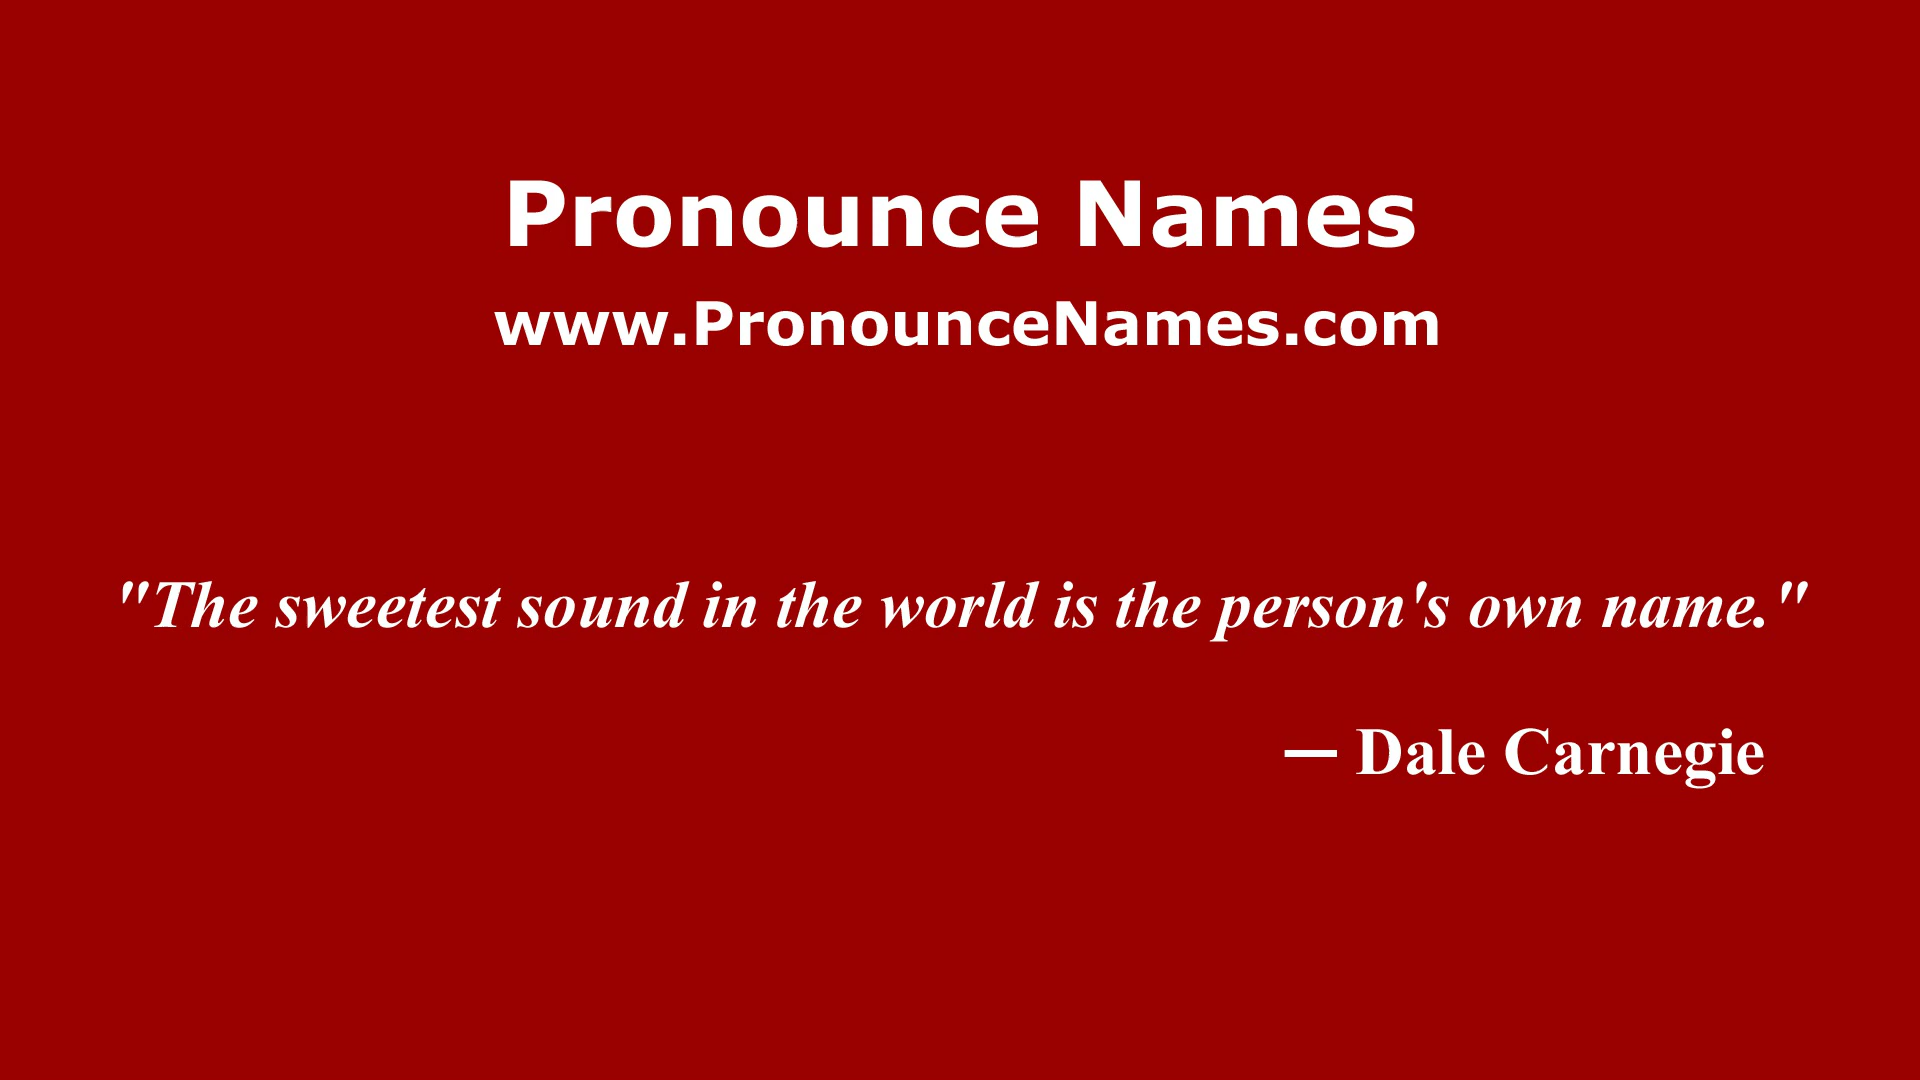 Pronounce Names
www.PronounceNames.com
"The sweetest sound in the world is the person's own name."
— Dale Carnegie